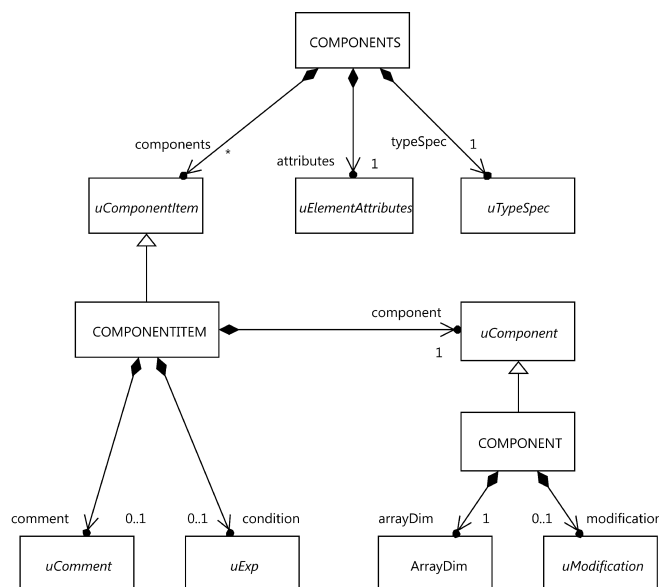 COMPONENTS
components
*
attributes
1
typeSpec
1
uComponentItem
uElementAttributes
uTypeSpec
COMPONENTITEM
component
1
uComponent
COMPONENT
comment
0..1
0..1
condition
arrayDim
1
0..1
modification
uComment
uExp
ArrayDim
uModification